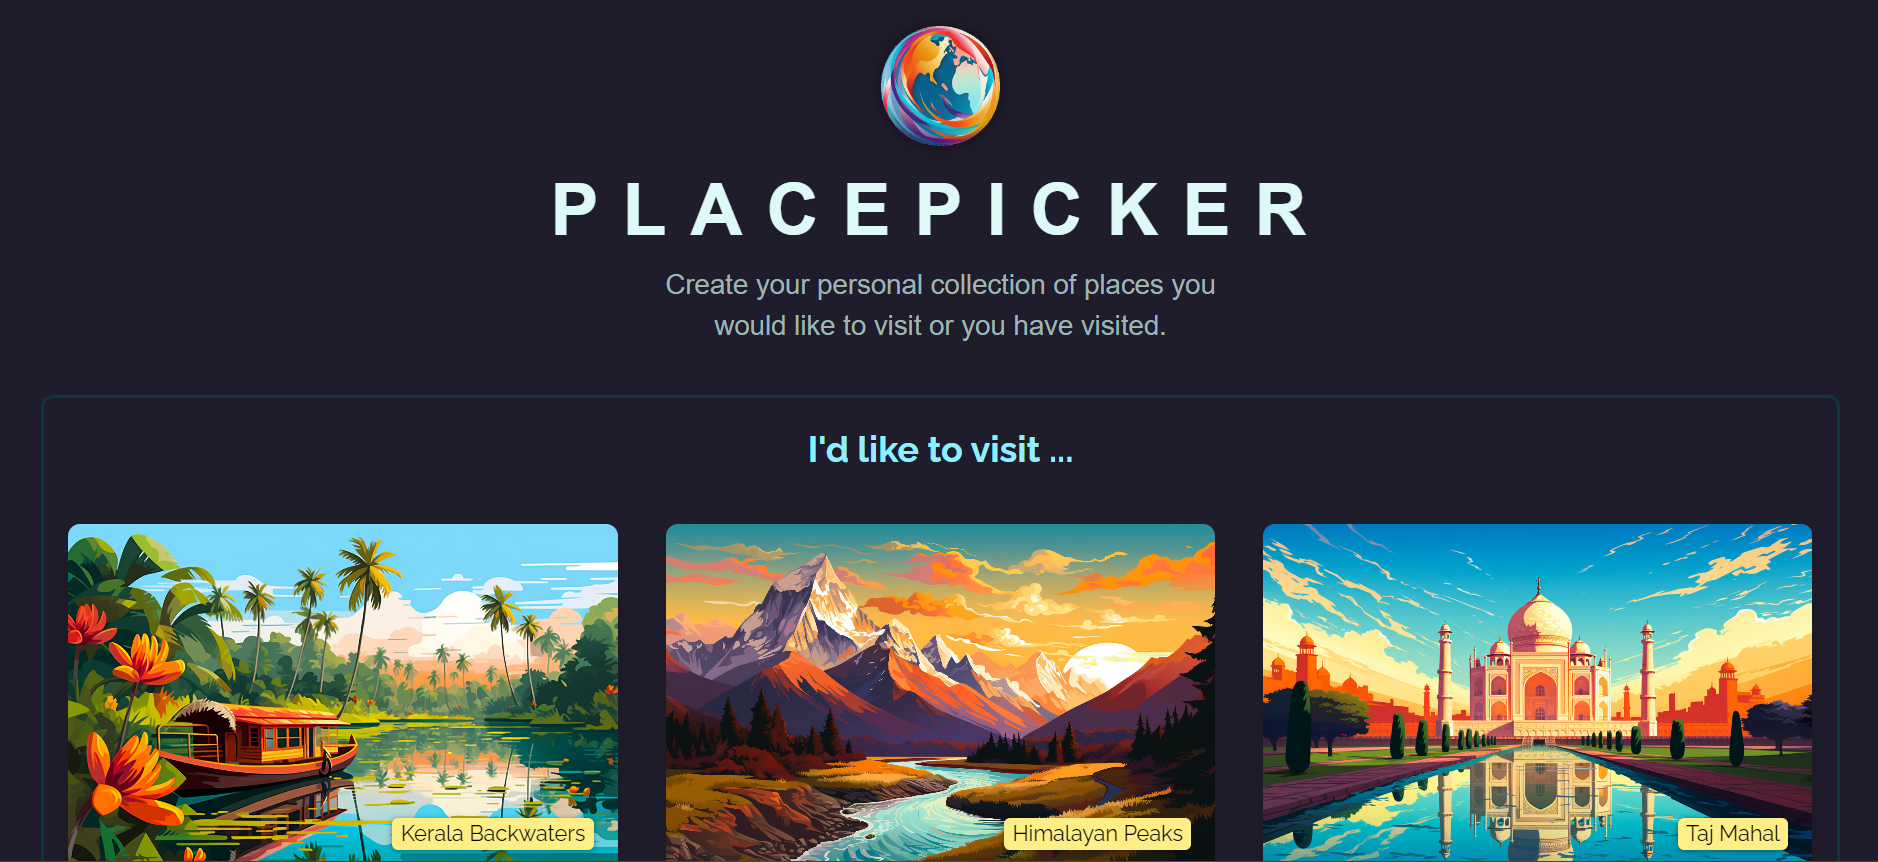 PLACEPICKER
Create your personal collection of places you
would like to visit or you have visited.
I'd like to visit ...
Kerala Backwaters
Himalayan Peaks
Taj Mahal